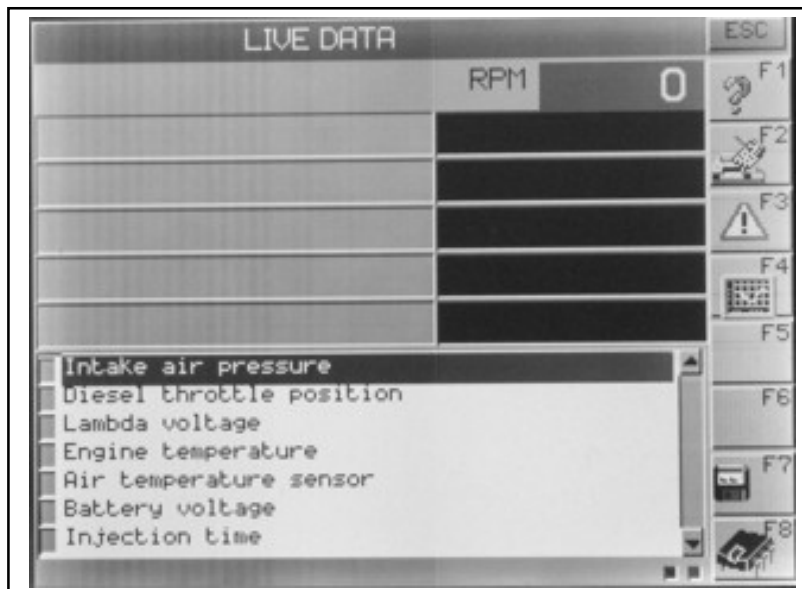 LIVE DATA
ESC
RPM 0
F1
F2
F3
F4
F5
F6
F7
F8
Intake air pressure
Diesel throttle position
Lambda voltage
Engine temperature
Air temperature sensor
Battery voltage
Injection time